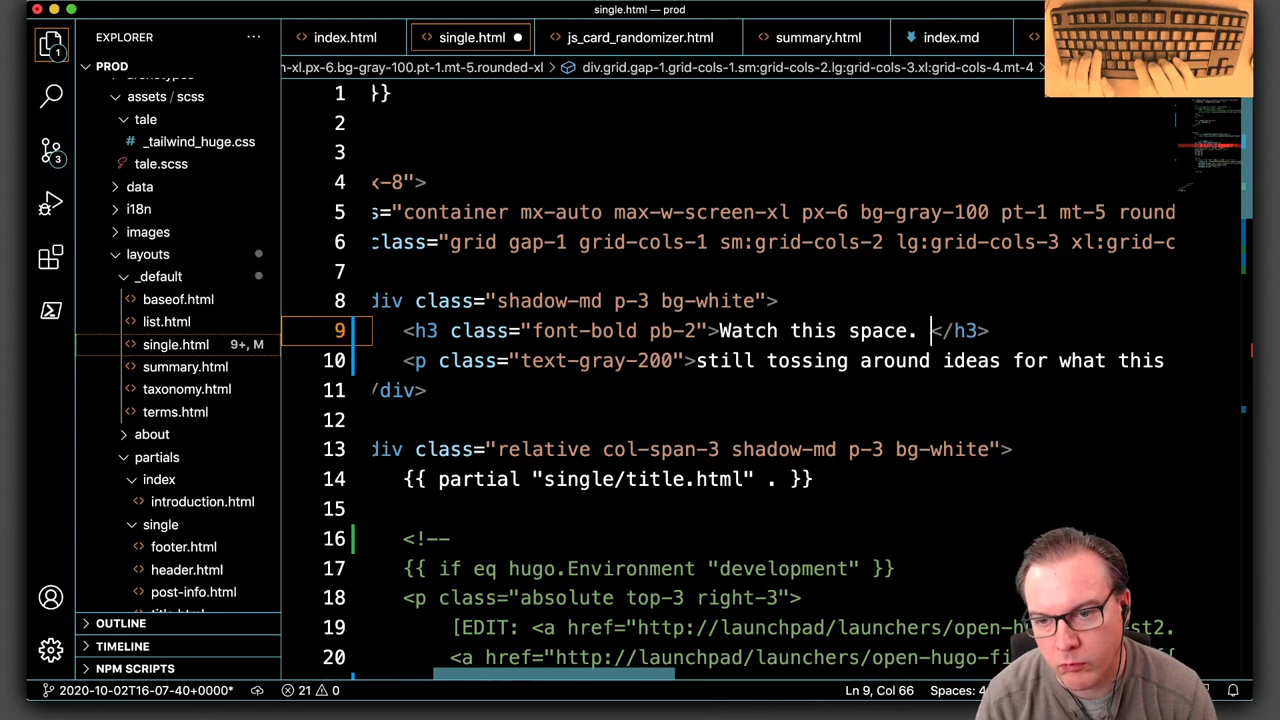 single.html — prod
EXPLORER
index.html
single.html
js_card_randomizer.html
summary.html
index.md
PROD
n-xl.px-6.bg-gray-100.pt-1.mt-5.rounded-xl
div.grid.gap-1.grid-cols-1.sm:grid-cols-2.lg:grid-cols-3.xl:grid-cols-4.mt-4
assets / scss
tale
_tailwind_huge.css
tale.scss
data
i18n
images
layouts
_default
baseof.html
list.html
single.html 9+, M
summary.html
taxonomy.html
terms.html
about
partials
index
introduction.html
single
footer.html
header.html
post-info.html
OUTLINE
TIMELINE
NPM SCRIPTS
1
3
1 }}
2
3
4 x-8">
5 s="container mx-auto max-w-screen-xl px-6 bg-gray-100 pt-1 mt-5 round
6 class="grid gap-1 grid-cols-1 sm:grid-cols-2 lg:grid-cols-3 xl:grid-c
7
8 div class="shadow-md p-3 bg-white">
9 <h3 class="font-bold pb-2">Watch this space. </h3>
10 <p class="text-gray-200">still tossing around ideas for what this
11 /div>
12
13 div class="relative col-span-3 shadow-md p-3 bg-white">
14 {{ partial "single/title.html" . }}
15
16 <!--
17 {{ if eq hugo.Environment "development" }}
18 <p class="absolute top-3 right-3">
19 [EDIT: <a href="http://launchpad/launchers/open-h st2.
20 <a href="http://launchpad/launchers/open-hugo-fi {{
2020-10-02T16-07-40+0000* 21 0
Ln 9, Col 66
Spaces: 4